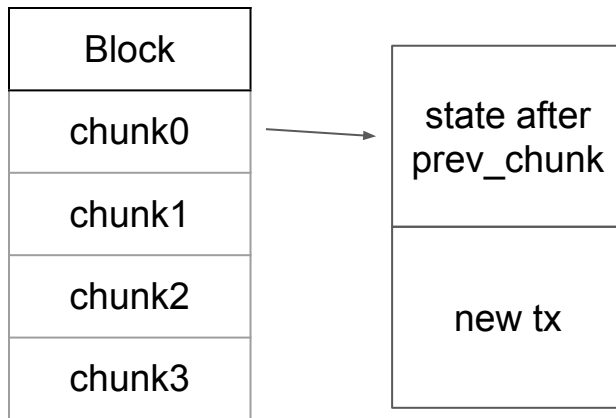 Block
chunk0
chunk1
chunk2
chunk3
state after
prev_chunk
new tx